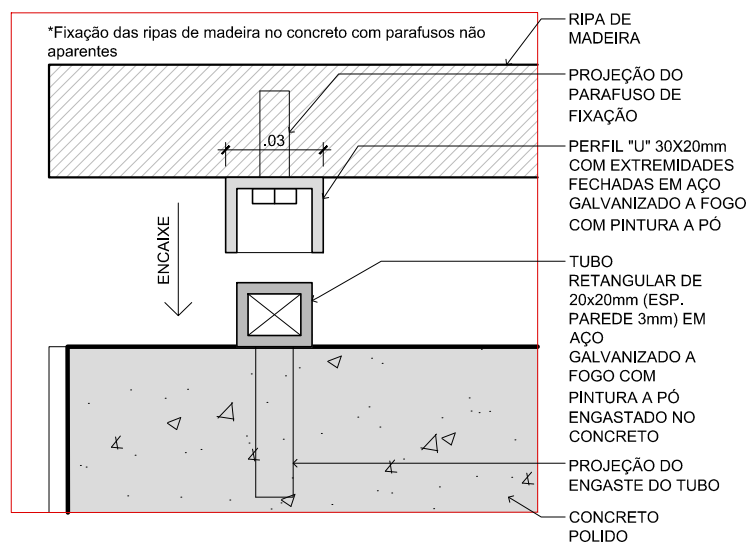 *Fixação das ripas de madeira no concreto com parafusos não
aparentes
RIPA DE
MADEIRA
PROJEÇÃO DO
PARAFUSO DE
FIXAÇÃO
.03
PERFIL "U" 30X20mm
COM EXTREMIDADES
FECHADAS EM AÇO
GALVANIZADO A FOGO
COM PINTURA A PÓ
ENCAIXE
TUBO
RETANGULAR DE
20x20mm (ESP.
PAREDE 3mm) EM
AÇO
GALVANIZADO A
FOGO COM
PINTURA A PÓ
ENGASTADO NO
CONCRETO
PROJEÇÃO DO
ENGASTE DO TUBO
CONCRETO
POLIDO